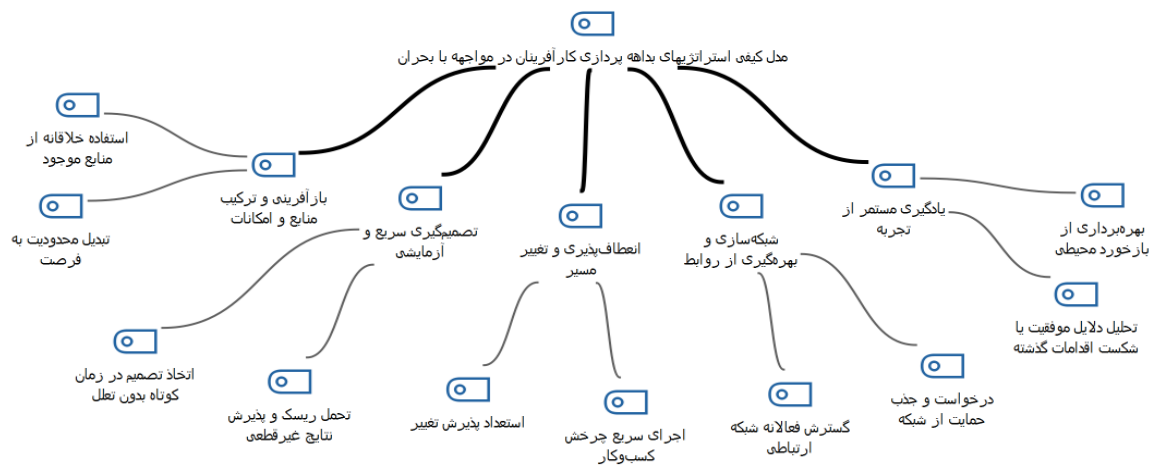 مدل کیفی استراتژیهای بداهه پردازی کارآفرینان در مواجهه با بحران
استفاده خلاقانه از
منابع موجود
بازآفرینی و ترکیب
منابع و امکانات
تبدیل محدودیت به
فرصت
تصمیم‌گیری سریع و
آزمایشی
انعطاف‌پذیری و تغییر
مسیر
شبکه‌سازی و
بهره‌گیری از روابط
یادگیری مستمر از
تجربه
بهره‌برداری از
بازخورد محیطی
تحلیل دلایل موفقیت یا
شکست اقدامات گذشته
اتخاذ تصمیم در زمان
کوتاه بدون تعلل
تحمل ریسک و پذیرش
نتایج غیرقطعی
استعداد پذیرش تغییر
اجرای سریع چرخش
کسب‌وکار
گسترش فعالانه شبکه
ارتباطی
درخواست و جذب
حمایت از شبکه